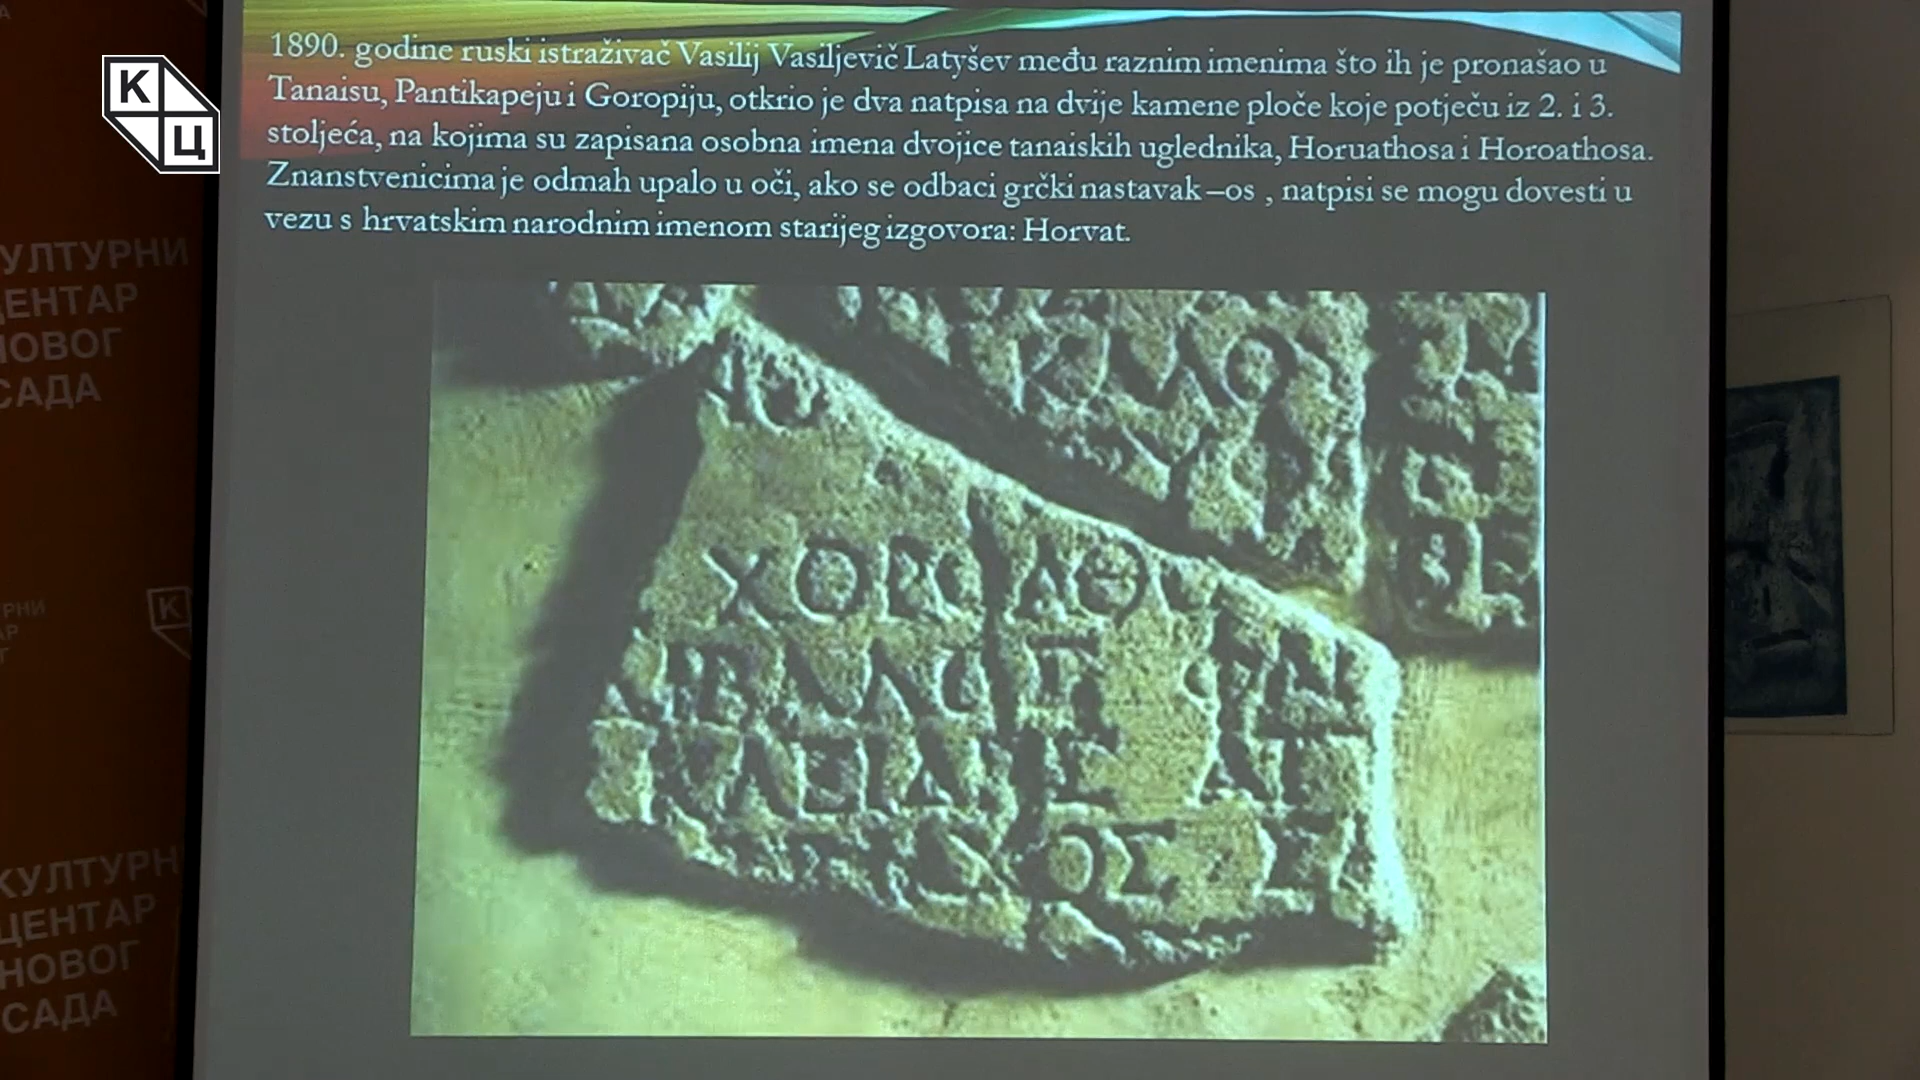 1890. godine ruski istraživač Vasilij Vasiljevič Latyšev među raznim imenima što ih je pronašao u
Tanaisu, Pantikapeju i Goropiju, otkrio je dva natpisa na dvije kamene ploče koje potječu iz 2. i 3.
stoljeća, na kojima su zapisana osobna imena dvojice tanaiskih uglednika, Horuathosa i Horoathosa.
Znanstvenicima je odmah upalo u oči, ako se odbaci grčki nastavak –os , natpisi se mogu dovesti u
vezu s hrvatskim narodnim imenom starijeg izgovora: Horvat.
К
Ц
УЛТУРНИ
ЦЕНТАР
НОВОГ
САДА
РНИ
К
КУЛТУРН
ЦЕНТАР
НОВОГ
САДА